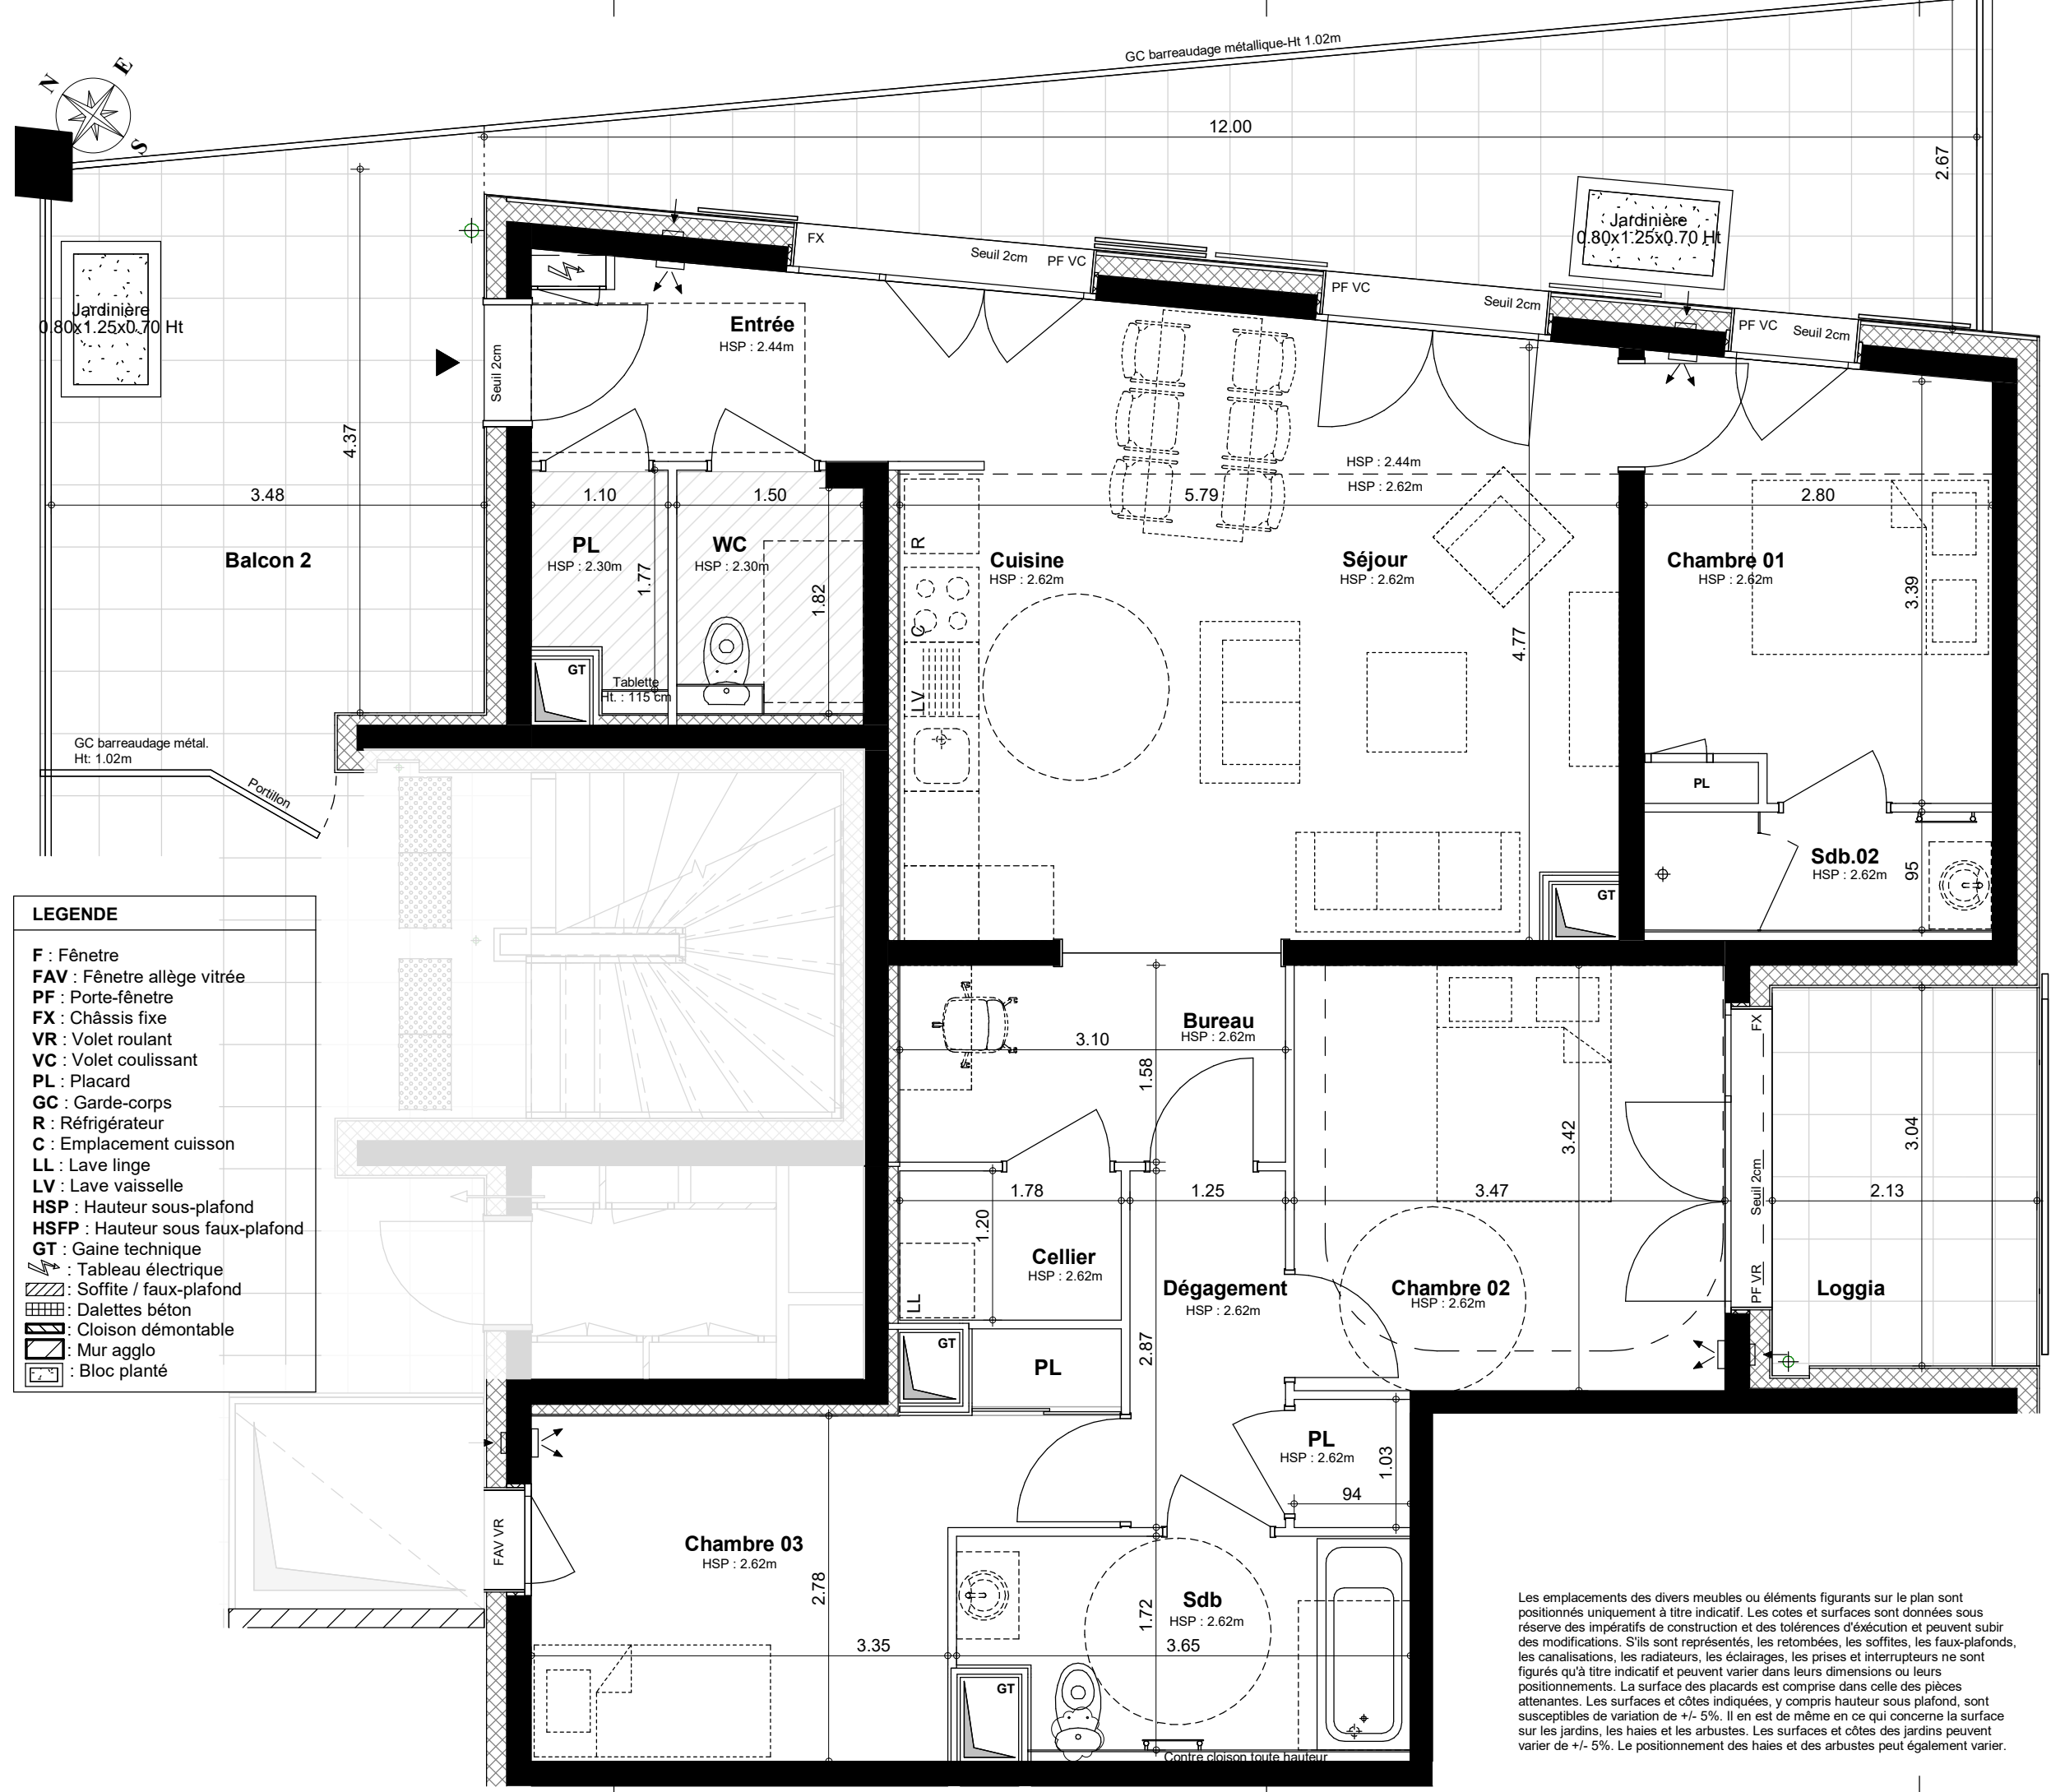 GC barreaudage métallique-Ht 1.02m
N
E
S
12.00
2.67
Jardinière
0.80x1.25x0.70 Ht
FX
Seuil 2cm
PF VC
PF VC
Seuil 2cm
PF VC
Seuil 2cm
Jardinière
0.80x1.25x0.70 Ht
Entrée
HSP : 2.44m
Seuil 2cm
4.37
3.48
1.10
1.50
HSP : 2.44m
HSP : 2.62m
5.79
2.80
Balcon 2
PL
HSP : 2.30m
WC
HSP : 2.30m
1.77
1.82
R
C
LV
Cuisine
HSP : 2.62m
Séjour
HSP : 2.62m
4.77
Chambre 01
HSP : 2.62m
3.39
GT
Tablette
Ht. : 115 cm
GC barreaudage métal.
Ht: 1.02m
Portillon
PL
Sdb.02
HSP : 2.62m
95
GT
LEGENDE
F : Fênetre
FAV : Fênetre allège vitrée
PF : Porte-fênetre
FX : Châssis fixe
VR : Volet roulant
VC : Volet coulissant
PL : Placard
GC : Garde-corps
R : Réfrigérateur
C : Emplacement cuisson
LL : Lave linge
LV : Lave vaisselle
HSP : Hauteur sous-plafond
HSFP : Hauteur sous faux-plafond
GT : Gaine technique
: Tableau électrique
: Soffite / faux-plafond
: Dalettes béton
: Cloison démontable
: Mur agglo
: Bloc planté
Bureau
HSP : 2.62m
3.10
1.58
FX
3.42
3.04
1.78
1.25
3.47
Seuil 2cm
2.13
1.20
Cellier
HSP : 2.62m
LL
Dégagement
HSP : 2.62m
Chambre 02
HSP : 2.62m
PF VR
Loggia
GT
PL
2.87
PL
HSP : 2.62m
1.03
94
FAV VR
Chambre 03
HSP : 2.62m
2.78
3.35
Sdb
HSP : 2.62m
1.72
3.65
GT
Contre cloison toute hauteur
Les emplacements des divers meubles ou éléments figurants sur le plan sont
positionnés uniquement à titre indicatif. Les cotes et surfaces sont données sous
réserve des impératifs de construction et des tolérences d'éxécution et peuvent subir
des modifications. S'ils sont représentés, les retombées, les soffites, les faux-plafonds,
les canalisations, les radiateurs, les éclairages, les prises et interrupteurs ne sont
figurés qu'à titre indicatif et peuvent varier dans leurs dimensions ou leurs
positionnements. La surface des placards est comprise dans celle des pièces
attenantes. Les surfaces et côtes indiquées, y compris hauteur sous plafond, sont
susceptibles de variation de +/- 5%. Il en est de même en ce qui concerne la surface
sur les jardins, les haies et les arbustes. Les surfaces et côtes des jardins peuvent
varier de +/- 5%. Le positionnement des haies et des arbustes peut également varier.